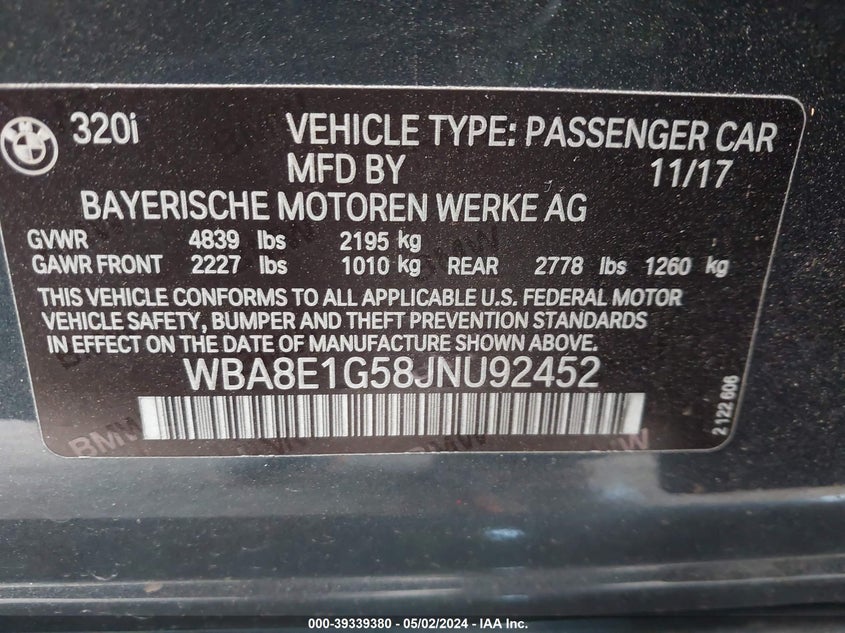 320i VEHICLE TYPE: PASSENGER CAR
MFD BY 11/17
BAYERISCHE MOTOREN WERKE AG
GVWR 4839 lbs 2195 kg
GAWR FRONT 2227 lbs 1010 kg REAR 2778 lbs 1260 kg
THIS VEHICLE CONFORMS TO ALL APPLICABLE U.S. FEDERAL MOTOR
VEHICLE SAFETY, BUMPER AND THEFT PREVENTION STANDARDS
IN EFFECT ON THE DATE OF MANUFACTURE SHOWN ABOVE.
WBA8E1G58JNU92452
2 122 606
BMW
000-39339380 - 05/02/2024 - IAA Inc.